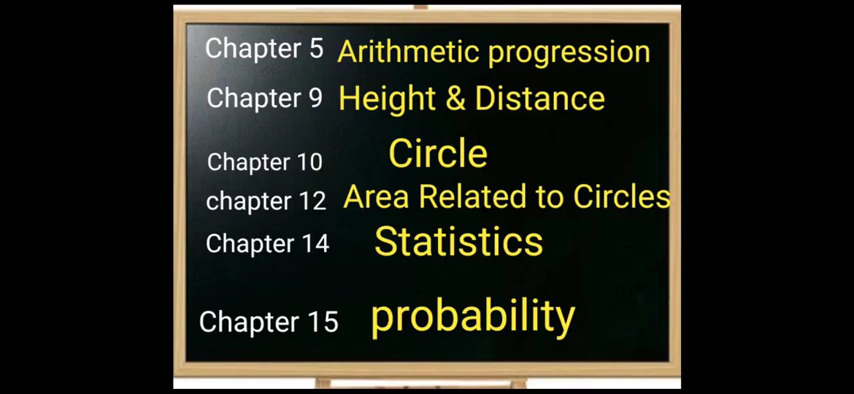 Chapter 5 Arithmetic progression
Chapter 9 Height & Distance
Chapter 10 Circle
chapter 12 Area Related to Circles
Chapter 14 Statistics
Chapter 15 probability